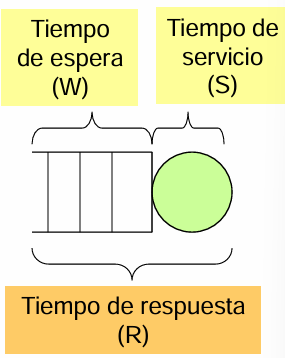 Tiempo
de espera
(W)
Tiempo de
servicio
(S)
Tiempo de respuesta
(R)